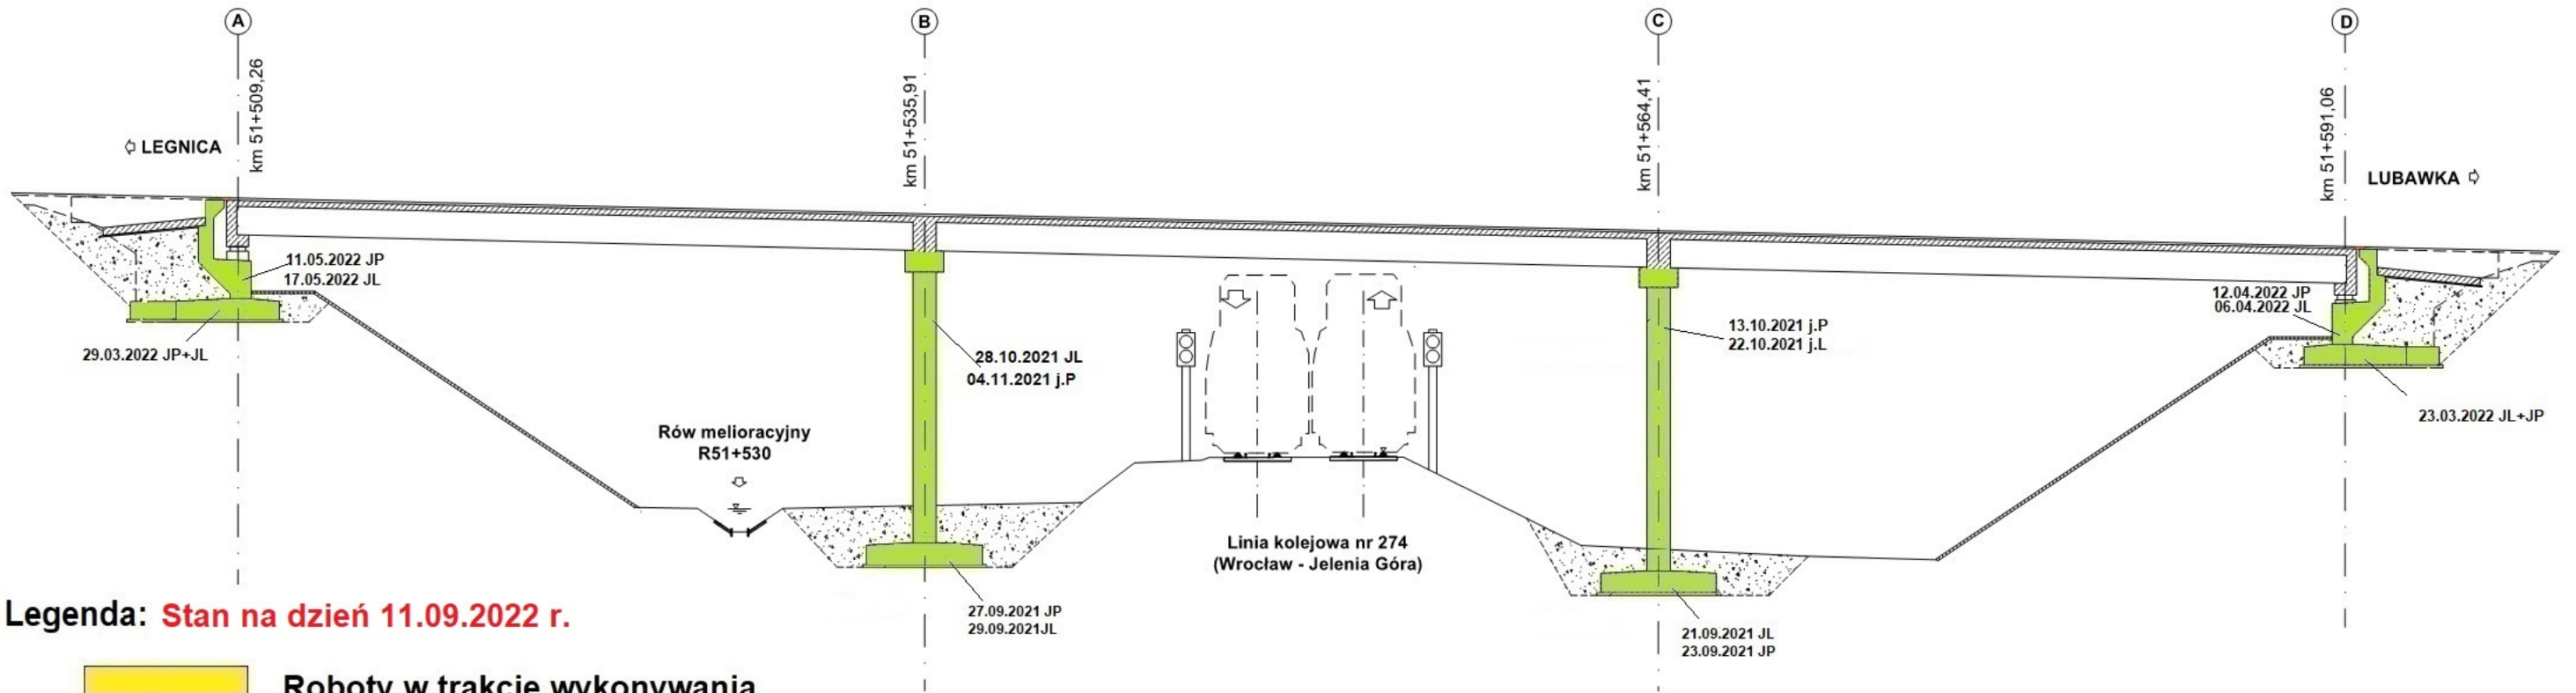 A
B
C
D
km 51+509,26
km 51+535,91
km 51+564,41
km 51+591,06
⇦ LEGNICA
LUBAWKA ⇨
11.05.2022 JP
17.05.2022 JL
29.03.2022 JP+JL
28.10.2021 JL
04.11.2021 j.P
13.10.2021 j.P
22.10.2021 j.L
12.04.2022 JP
06.04.2022 JL
23.03.2022 JL+JP
Rów melioracyjny
R51+530
Linia kolejowa nr 274
(Wrocław - Jelenia Góra)
27.09.2021 JP
29.09.2021JL
21.09.2021 JL
23.09.2021 JP
Legenda: Stan na dzień 11.09.2022 r.
Roboty w trakcie wykonywania